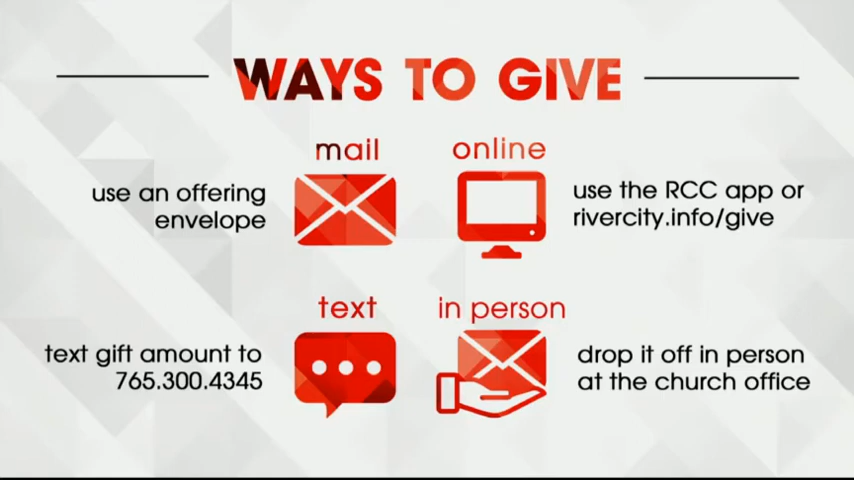 WAYS TO GIVE
mail
use an offering
envelope
online
use the RCC app or
rivercity.info/give
text
text gift amount to
765.300.4345
in person
drop it off in person
at the church office